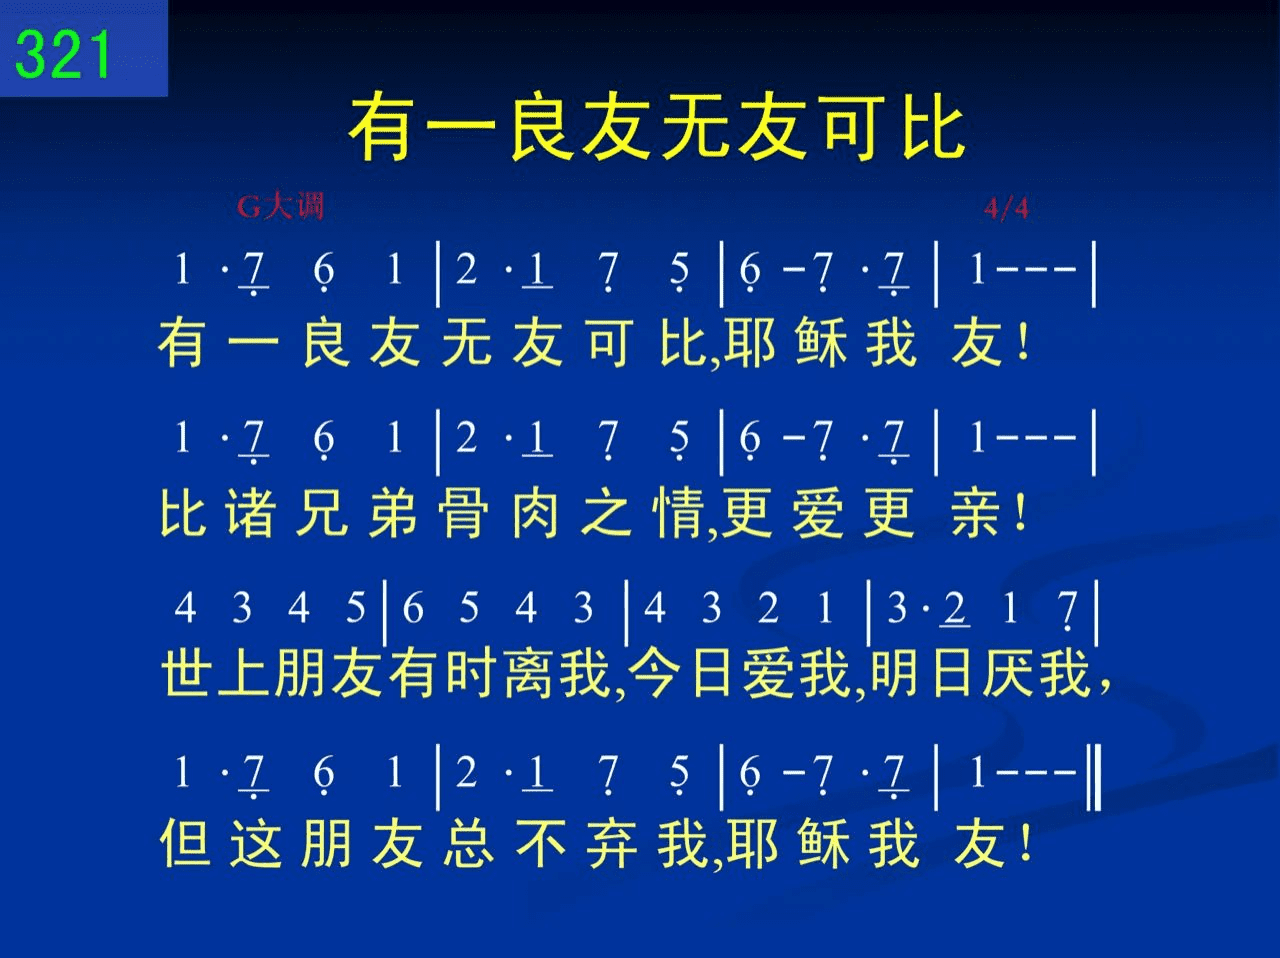 321
有一良友无友可比
G大调 4/4
1 ·7̣ 6̣ 1 | 2 ·1 7̣ 5̣ | 6̣ -7̣ ·7̣ | 1--- |
有一良友无友可比,耶稣我友!
1 ·7̣ 6̣ 1 | 2 ·1 7̣ 5̣ | 6̣ -7̣ ·7̣ | 1--- |
比诸兄弟骨肉之情,更爱更亲!
4 3 4 5 | 6 5 4 3 | 4 3 2 1 | 3·2 1 7̣ |
世上朋友有时离我,今日爱我,明日厌我,
1 ·7̣ 6̣ 1 | 2 ·1 7̣ 5̣ | 6̣ -7̣ ·7̣ | 1--- ‖
但这朋友总不弃我,耶稣我友!